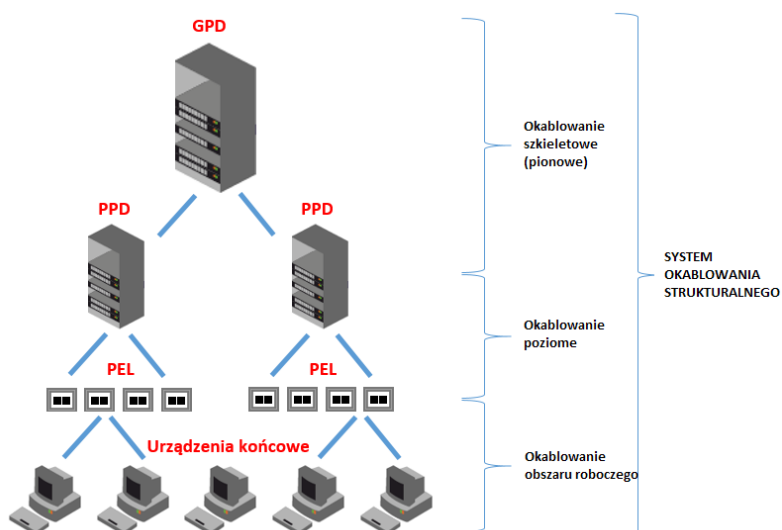 GPD
PPD
PPD
PEL
PEL
Urządzenia końcowe
Okablowanie
szkieletowe
(pionowe)
Okablowanie
poziome
Okablowanie
obszaru roboczego
SYSTEM
OKABLOWANIA
STRUKTURALNEGO